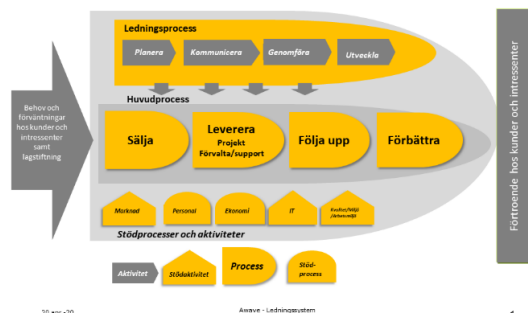 Ledningsprocess
Planera
Kommunicera
Genomföra
Utveckla
Huvudprocess
Behov och
förväntningar
hos kunder och
intressenter
samt
lagstiftning
Sälja
Leverera
Projekt
Förvalta/support
Följa upp
Förbättra
Förtroende hos kunder och intressenter
Marknad
Personal
Ekonomi
IT
Kvalitet/Miljö
/Arbetsmiljö
Stödprocesser och aktiviteter
Aktivitet
Stödaktivitet
Process
Stöd-
process
Awave - Ledningssystem